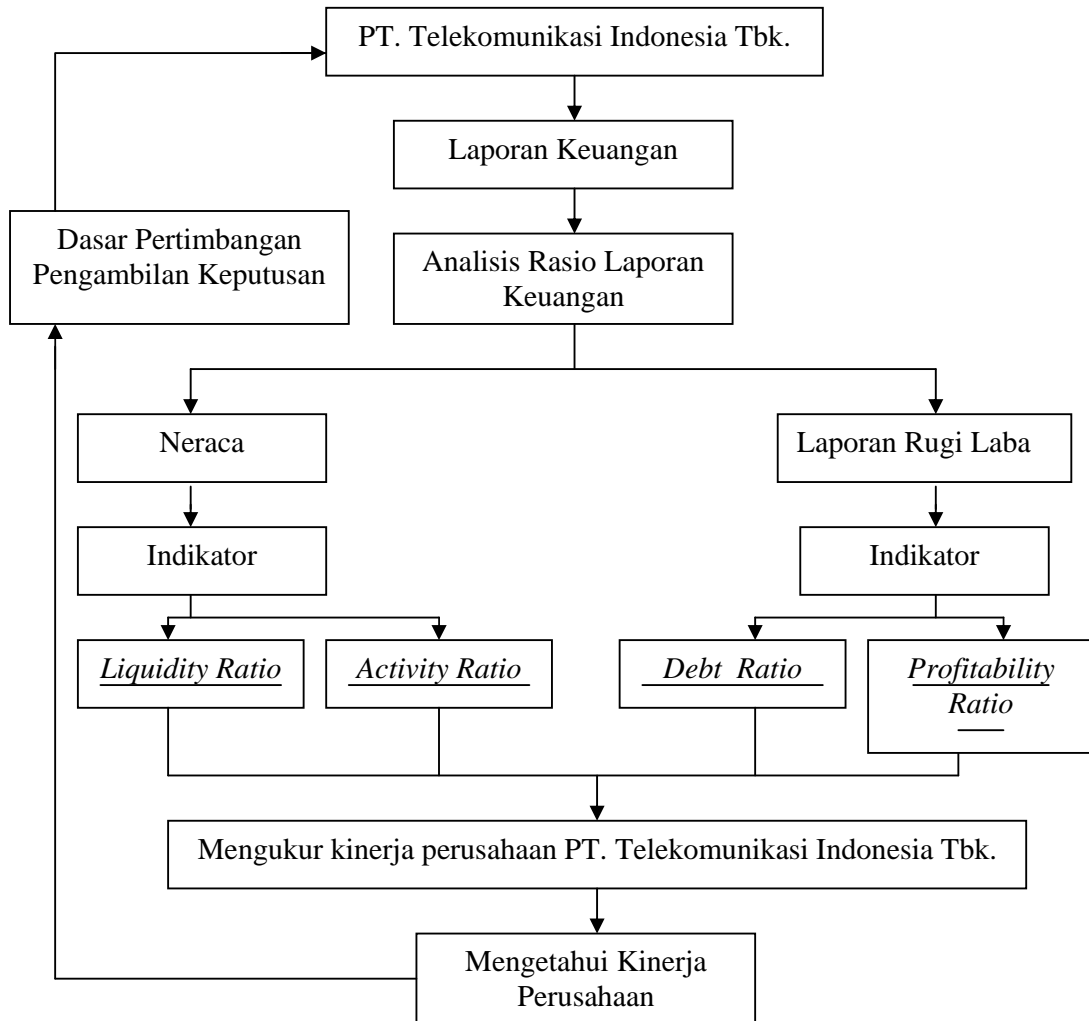 PT. Telekomunikasi Indonesia Tbk.
Laporan Keuangan
Dasar Pertimbangan
Pengambilan Keputusan
Analisis Rasio Laporan
Keuangan
Neraca
Laporan Rugi Laba
Indikator
Indikator
Liquidity Ratio
Activity Ratio
Debt Ratio
Profitability
Ratio
Mengukur kinerja perusahaan PT. Telekomunikasi Indonesia Tbk.
Mengetahui Kinerja
Perusahaan